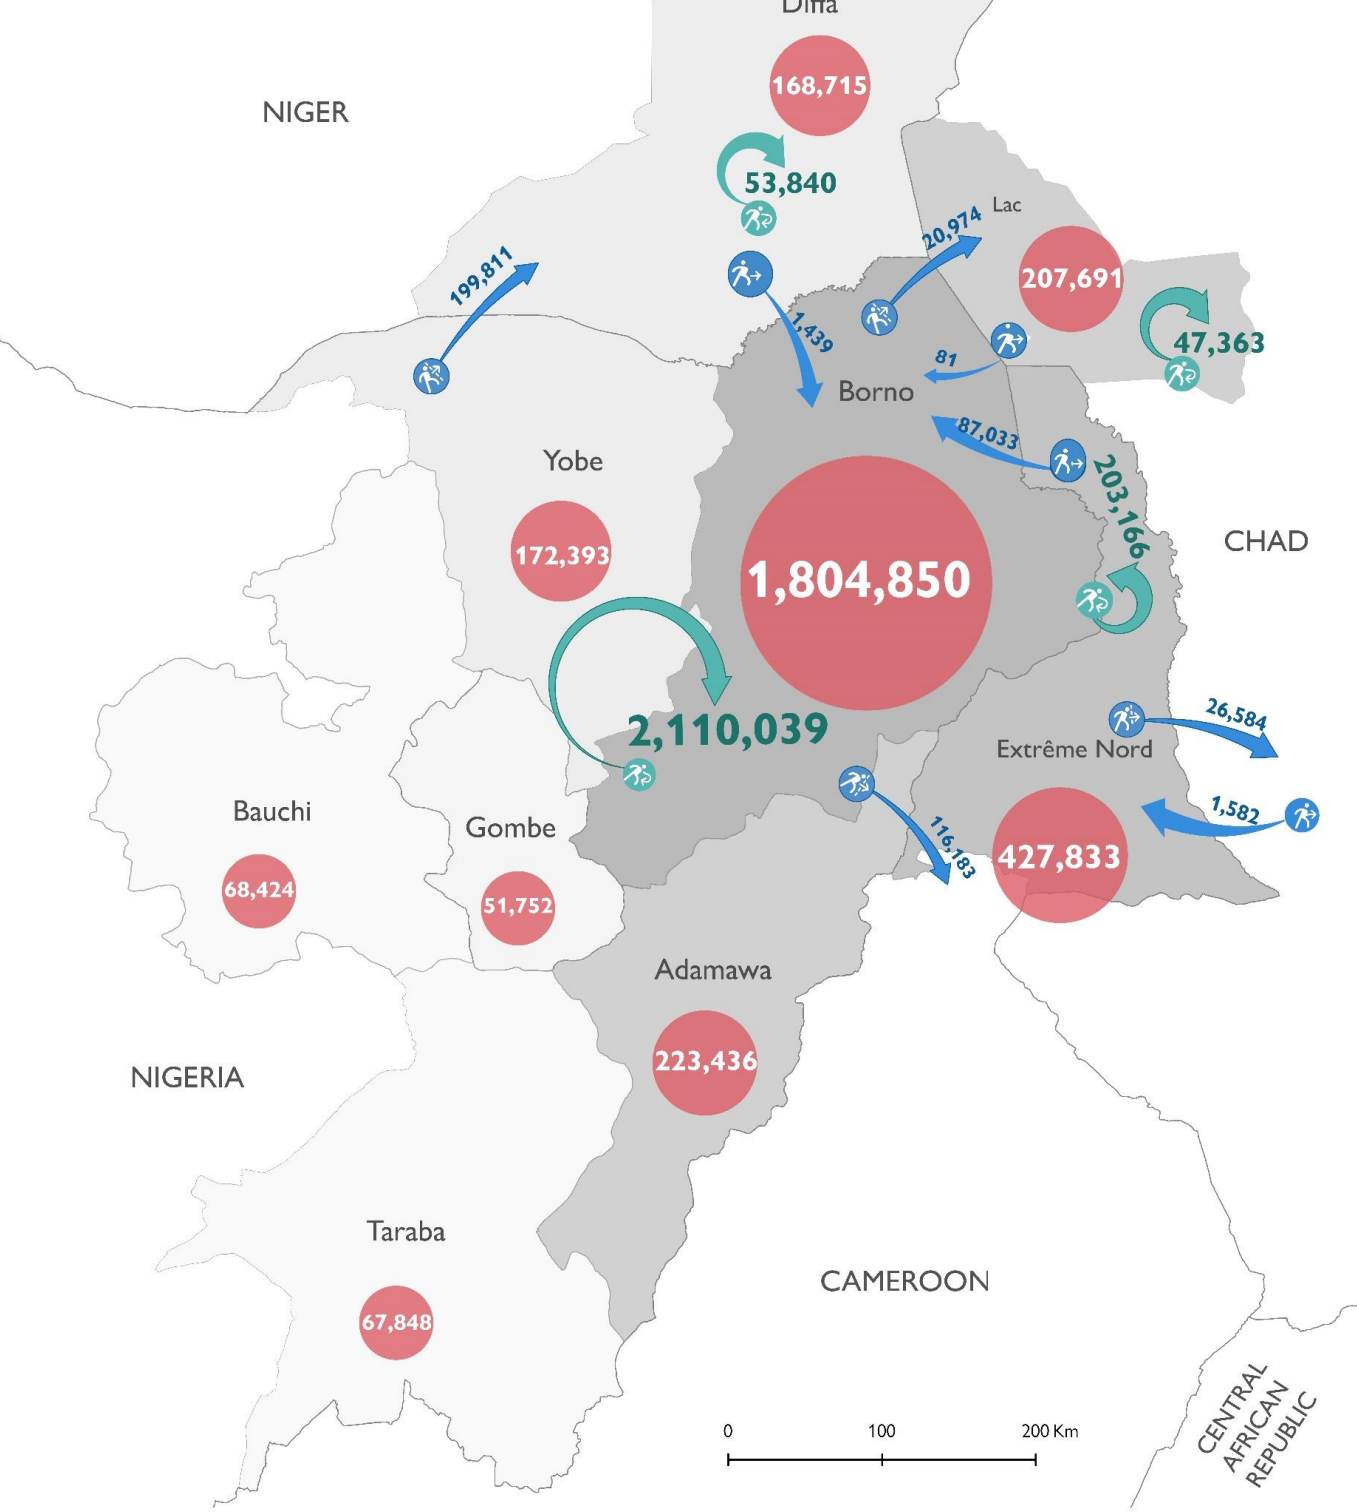 Diffa
168,715
NIGER
53,840
Lac
20,974
199,811
207,691
1,439
47,363
81
Borno
87,033
203,166
Yobe
CHAD
172,393
1,804,850
26,584
2,110,039
Extrême Nord
Bauchi
1,582
Gombe
116,183
427,833
68,424
51,752
Adamawa
223,436
NIGERIA
Taraba
CAMEROON
67,848
CENTRAL
AFRICAN
REPUBLIC
0 100 200 Km